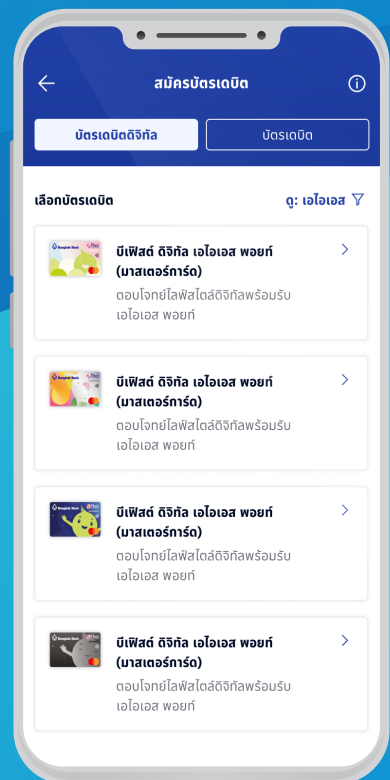 สมัครบัตรเดบิต
บัตรเดบิตดิจิทัล
บัตรเดบิต
เลือกบัตรเดบิต
ดู: เอไอเอส
Bangkok Bank
บีเฟิสต์ ดิจิทัล เอไอเอส พอยท์
(มาสเตอร์การ์ด)
ตอบโจทย์ไลฟ์สไตล์ดิจิทัลพร้อมรับ
เอไอเอส พอยท์
Bangkok Bank
บีเฟิสต์ ดิจิทัล เอไอเอส พอยท์
(มาสเตอร์การ์ด)
ตอบโจทย์ไลฟ์สไตล์ดิจิทัลพร้อมรับ
เอไอเอส พอยท์
Bangkok Bank
บีเฟิสต์ ดิจิทัล เอไอเอส พอยท์
(มาสเตอร์การ์ด)
ตอบโจทย์ไลฟ์สไตล์ดิจิทัลพร้อมรับ
เอไอเอส พอยท์
Bangkok Bank
บีเฟิสต์ ดิจิทัล เอไอเอส พอยท์
(มาสเตอร์การ์ด)
ตอบโจทย์ไลฟ์สไตล์ดิจิทัลพร้อมรับ
เอไอเอส พอยท์